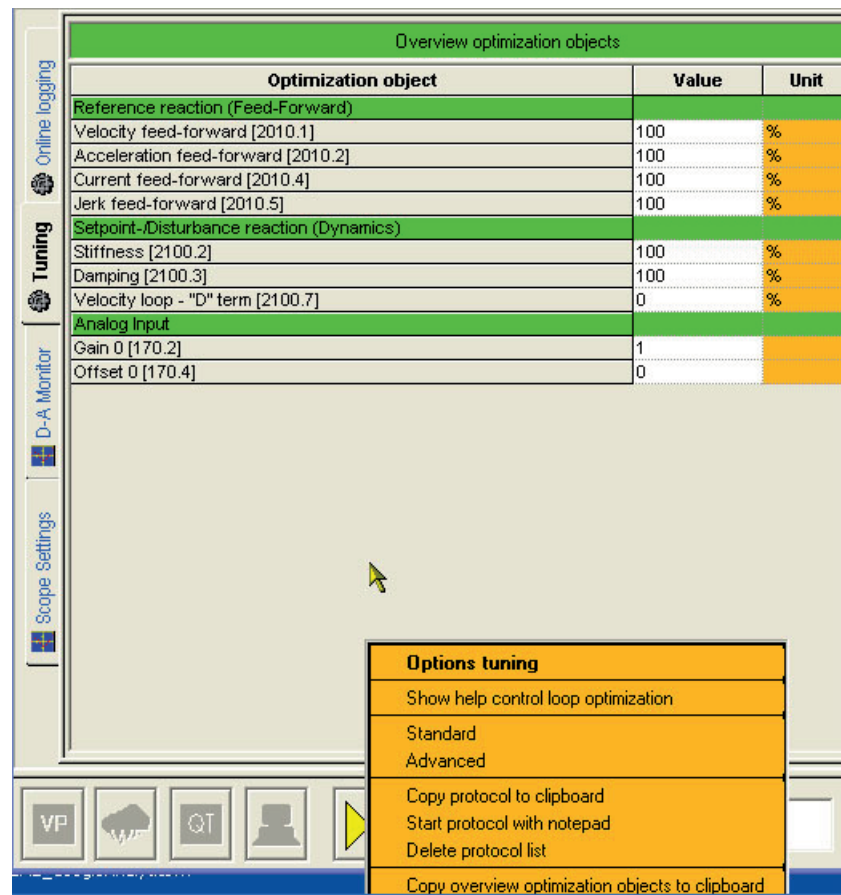 Overview optimization objects
Optimization object Value Unit
Reference reaction (Feed-Forward)
Velocity feed-forward [2010.1] 100 %
Acceleration feed-forward [2010.2] 100 %
Current feed-forward [2010.4] 100 %
Jerk feed-forward [2010.5] 100 %
Setpoint-/Disturbance reaction (Dynamics)
Stiffness [2100.2] 100 %
Damping [2100.3] 100 %
Velocity loop - "D" term [2100.7] 0 %
Analog Input
Gain 0 [170.2] 1
Offset 0 [170.4] 0
Online logging
Tuning
D-A Monitor
Scope Settings
Options tuning
Show help control loop optimization
Standard
Advanced
Copy protocol to clipboard
Start protocol with notepad
Delete protocol list
Copy overview optimization objects to clipboard
VP
QT